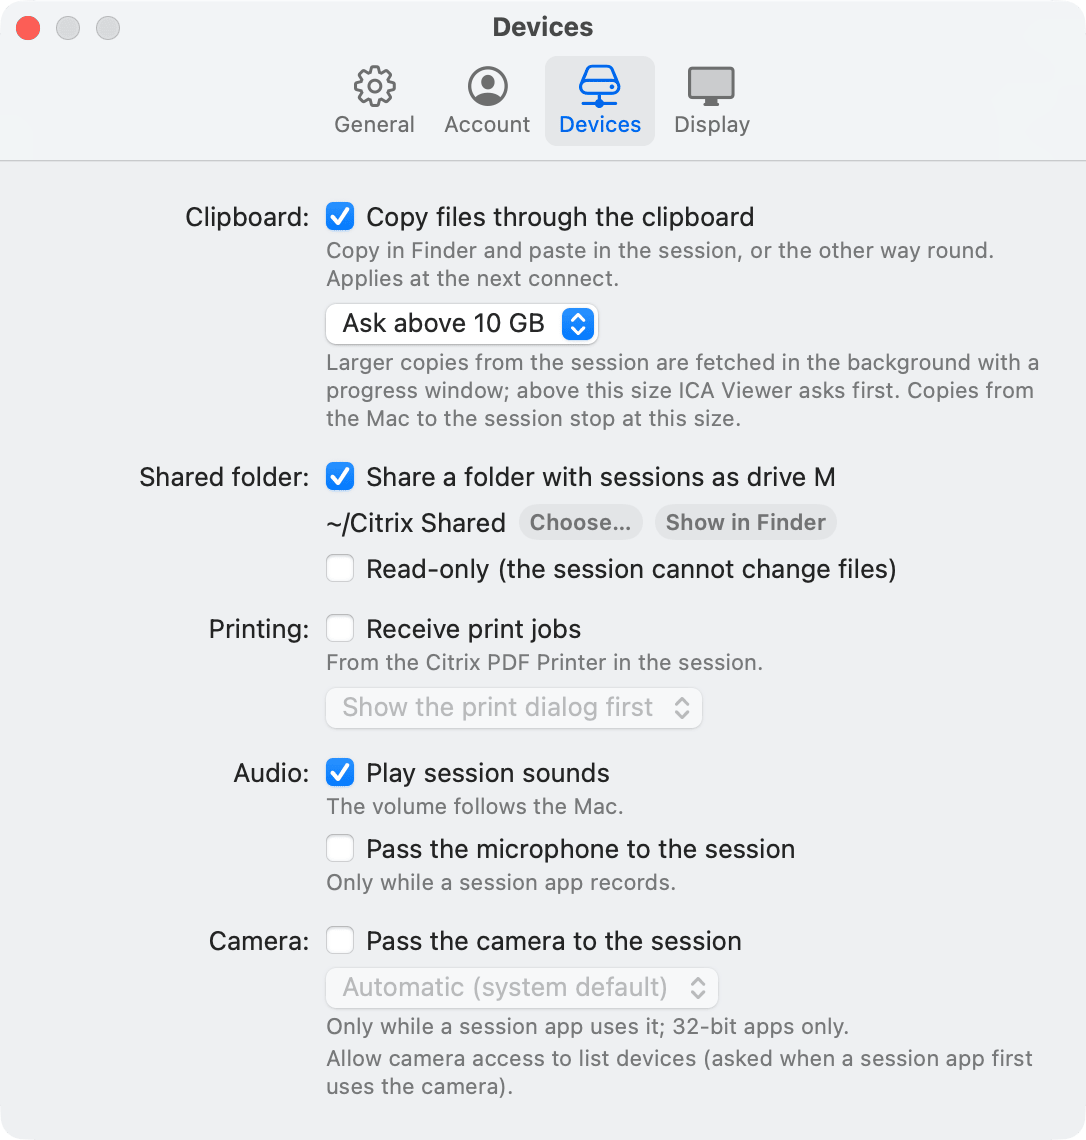 Devices
General
Account
Devices
Display
Clipboard:
Copy files through the clipboard
Copy in Finder and paste in the session, or the other way round.
Applies at the next connect.
Ask above 10 GB
Larger copies from the session are fetched in the background with a
progress window; above this size ICA Viewer asks first. Copies from
the Mac to the session stop at this size.
Shared folder:
Share a folder with sessions as drive M
~/Citrix Shared
Choose...
Show in Finder
Read-only (the session cannot change files)
Printing:
Receive print jobs
From the Citrix PDF Printer in the session.
Show the print dialog first
Audio:
Play session sounds
The volume follows the Mac.
Pass the microphone to the session
Only while a session app records.
Camera:
Pass the camera to the session
Automatic (system default)
Only while a session app uses it; 32-bit apps only.
Allow camera access to list devices (asked when a session app first
uses the camera).